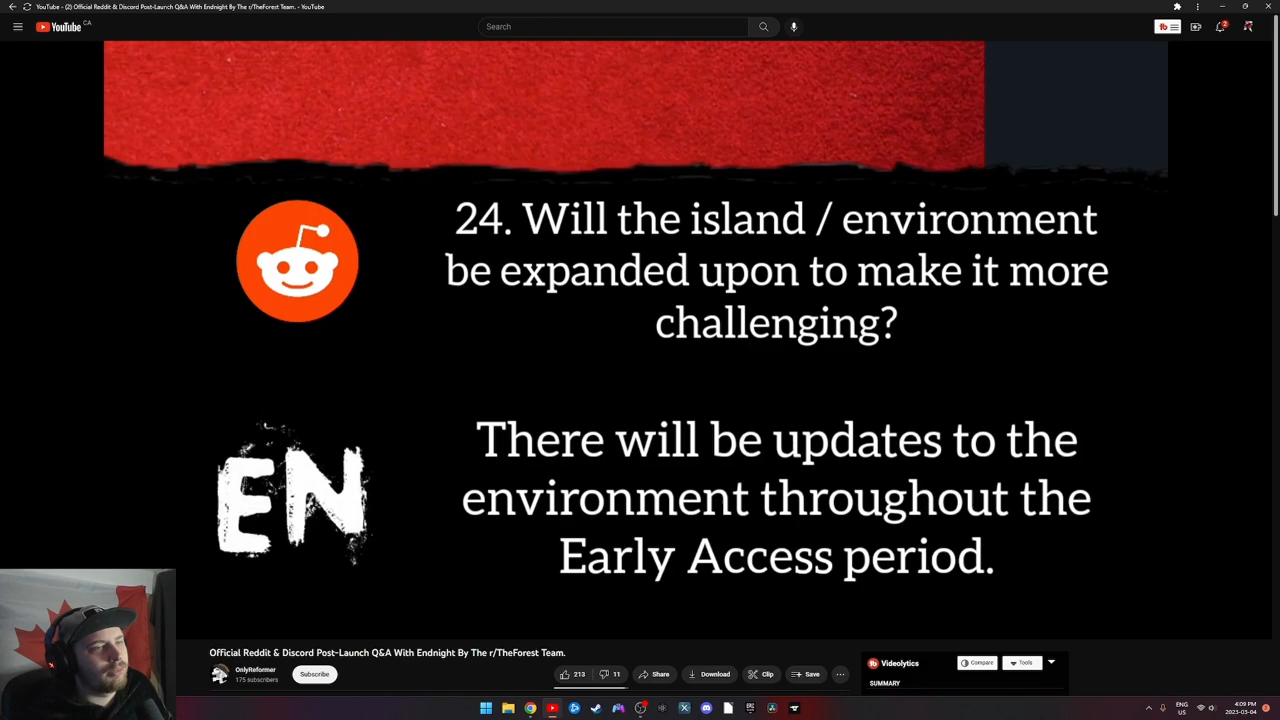 YouTube - (2) Official Reddit & Discord Post-Launch Q&A With Endnight By The r/TheForest Team. - YouTube
YouTube CA
Search
2
24. Will the island / environment
be expanded upon to make it more
challenging?
EN
There will be updates to the
environment throughout the
Early Access period.
Official Reddit & Discord Post-Launch Q&A With Endnight By The r/TheForest Team.
OnlyReformer
175 subscribers
Subscribe
213
11
Share
Download
Clip
Save
Videolytics
Compare
Tools
SUMMARY
ENG
US
4:09 PM
2023-03-04